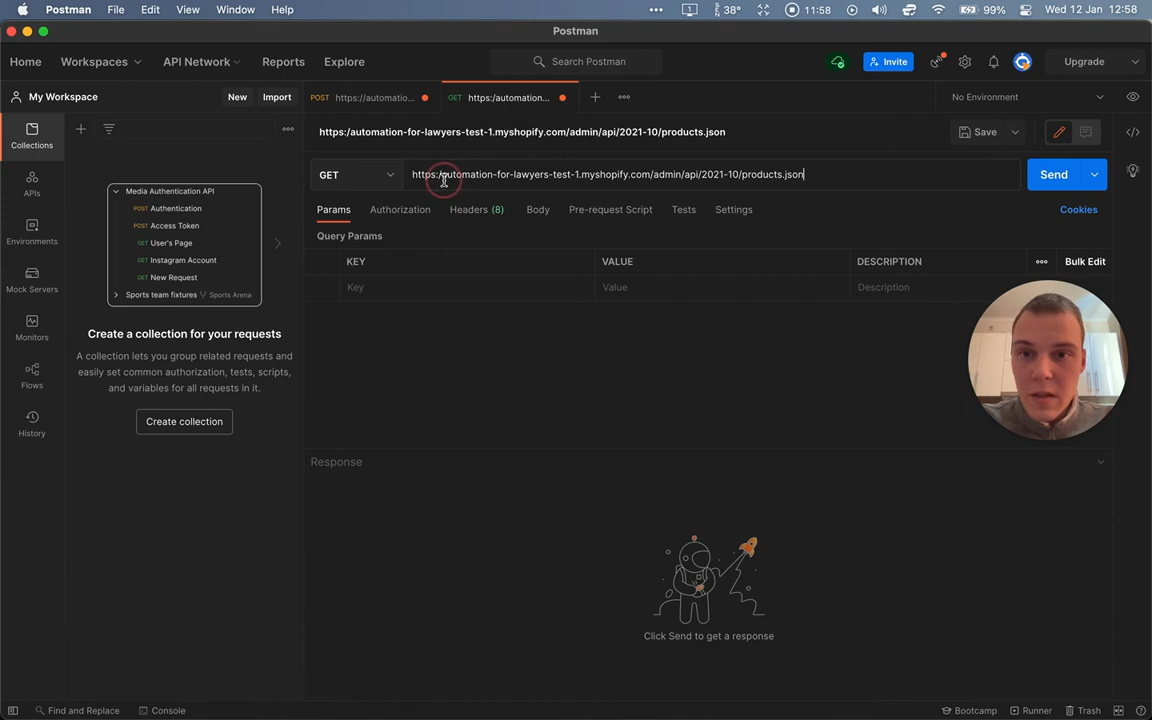 Postman File Edit View Window Help 38° 11:58 99% Wed 12 Jan 12:58
Postman
Home Workspaces API Network Reports Explore Search Postman Invite Upgrade
My Workspace New Import POST https://automatio... GET https:/automation... No Environment
Collections
APIs
Environments
Mock Servers
Monitors
Flows
History
Media Authentication API
POST Authentication
POST Access Token
GET User's Page
GET Instagram Account
GET New Request
Sports team fixtures Sports Arena
Create a collection for your requests
A collection lets you group related requests and
easily set common authorization, tests, scripts,
and variables for all requests in it.
Create collection
https:/automation-for-lawyers-test-1.myshopify.com/admin/api/2021-10/products.json Save
GET https:/automation-for-lawyers-test-1.myshopify.com/admin/api/2021-10/products.json Send
Params Authorization Headers (8) Body Pre-request Script Tests Settings Cookies
Query Params
KEY VALUE DESCRIPTION Bulk Edit
Key Value Description
Response
Click Send to get a response
Find and Replace Console Bootcamp Runner Trash